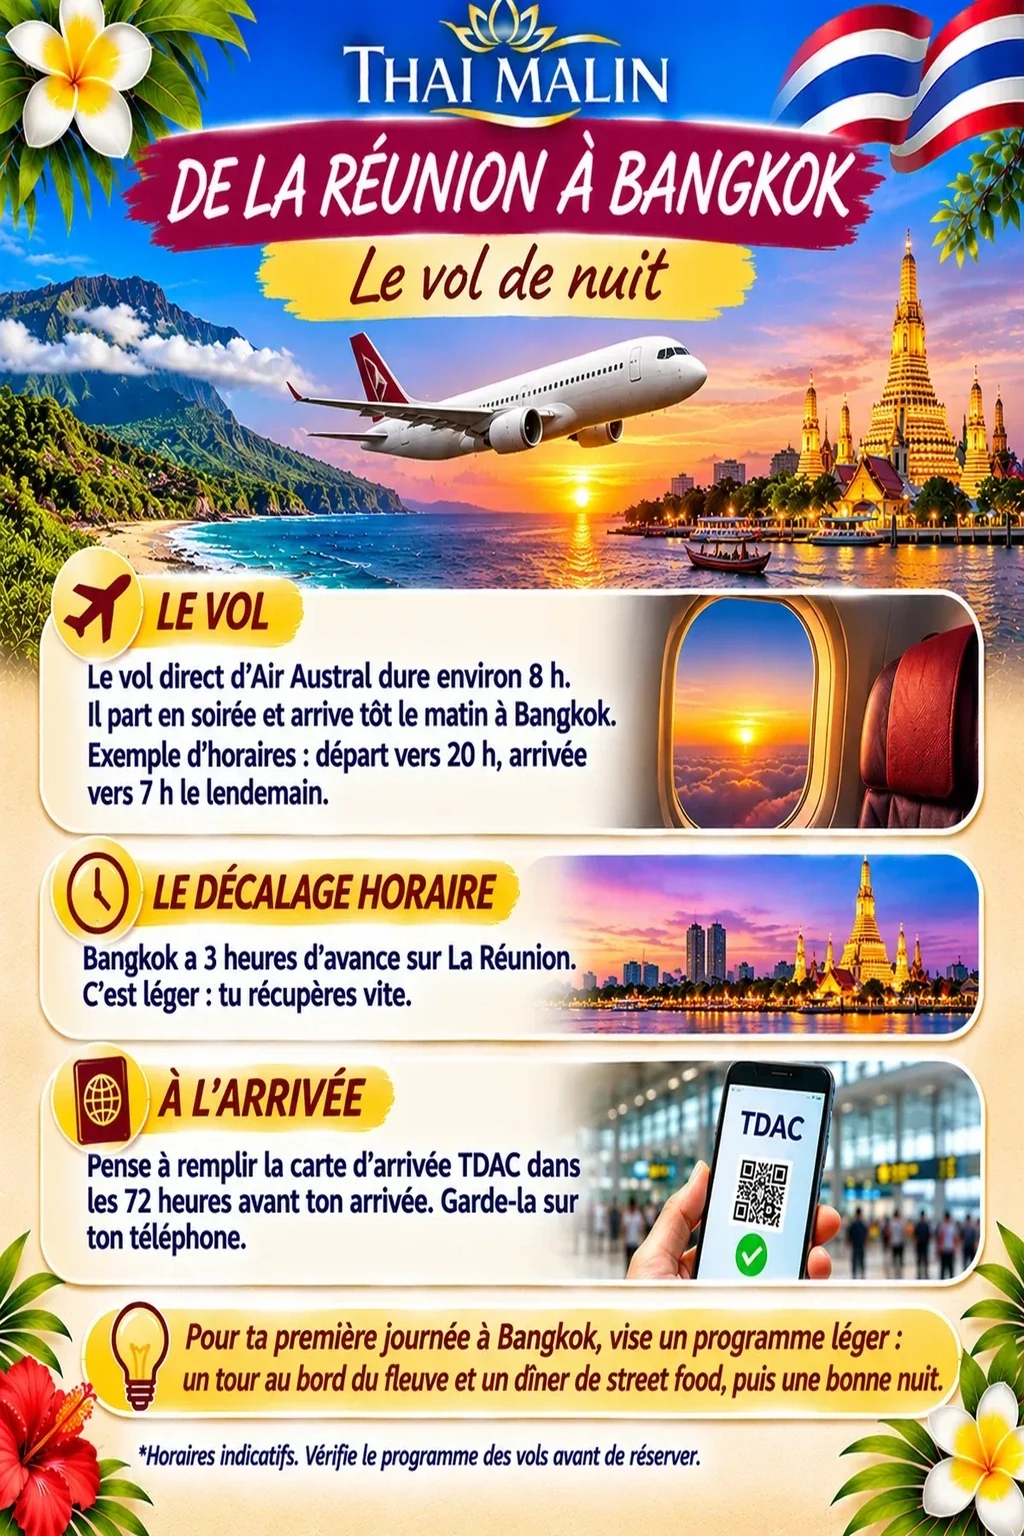 THAI MALIN
DE LA RÉUNION À BANGKOK
Le vol de nuit
LE VOL
Le vol direct d'Air Austral dure environ 8 h.
Il part en soirée et arrive tôt le matin à Bangkok.
Exemple d'horaires : départ vers 20 h, arrivée
vers 7 h le lendemain.
LE DÉCALAGE HORAIRE
Bangkok a 3 heures d'avance sur La Réunion.
C'est léger : tu récupères vite.
À L'ARRIVÉE
Pense à remplir la carte d'arrivée TDAC dans
les 72 heures avant ton arrivée. Garde-la sur
ton téléphone.
TDAC
Pour ta première journée à Bangkok, vise un programme léger :
un tour au bord du fleuve et un dîner de street food, puis une bonne nuit.
*Horaires indicatifs. Vérifie le programme des vols avant de réserver.